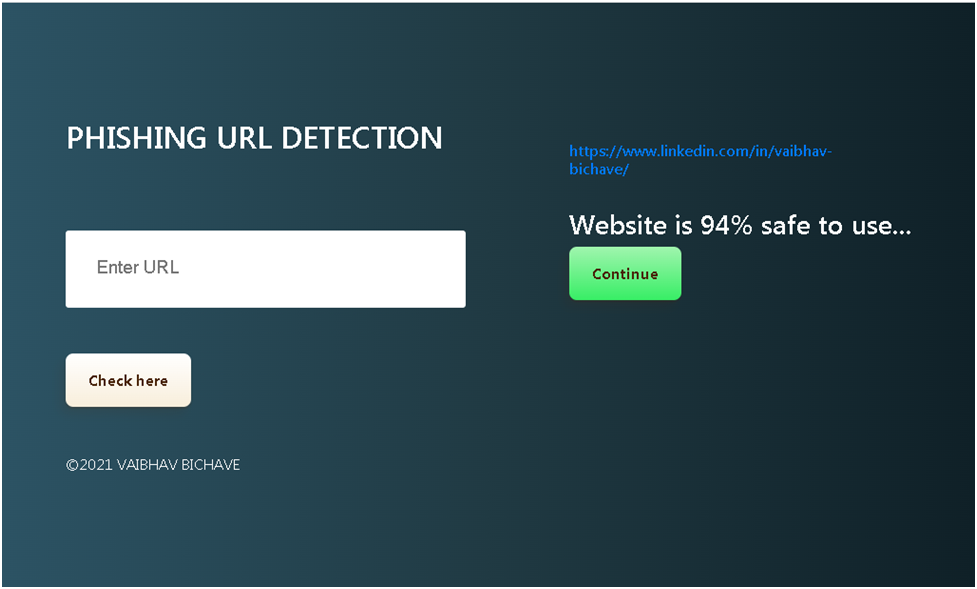 PHISHING URL DETECTION
Enter URL
Check here
©2021 VAIBHAV BICHAVE
https://www.linkedin.com/in/vaibhav-
bichave/
Website is 94% safe to use...
Continue